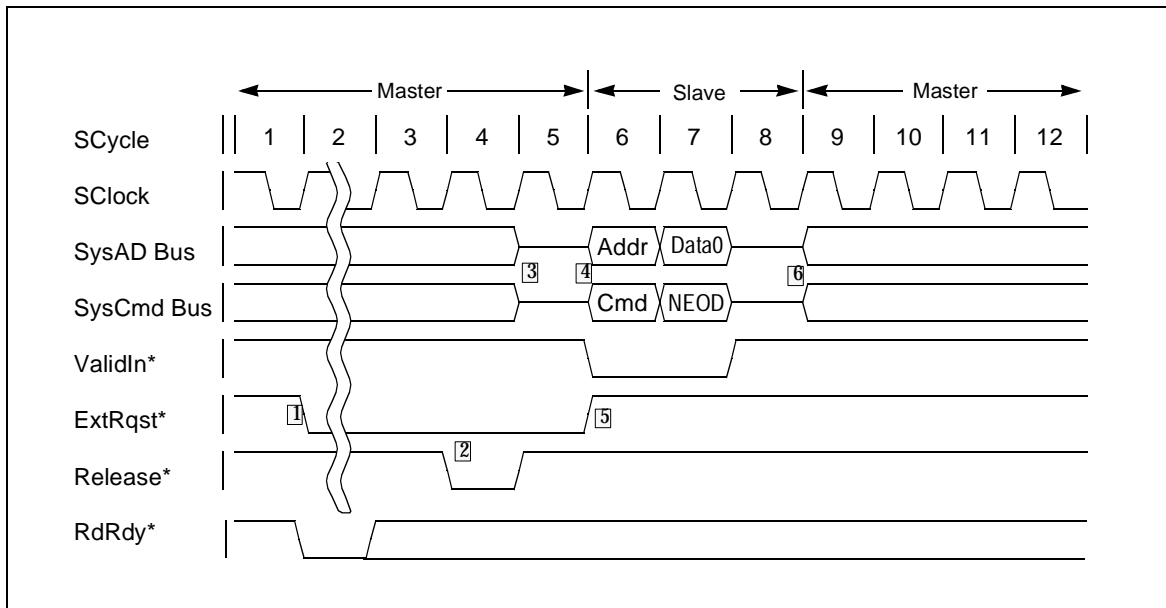 Master Slave Master
SCycle 1 2 3 4 5 6 7 8 9 10 11 12
SClock
SysAD Bus Addr Data0
3 4 6
SysCmd Bus Cmd NEOD
ValidIn*
ExtRqst* 1 5
2
Release*
RdRdy*